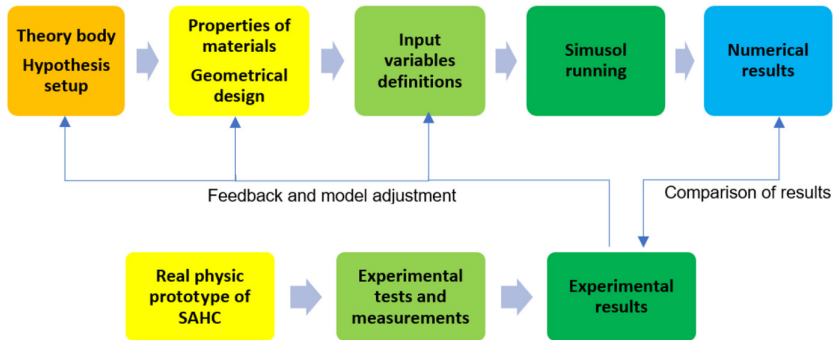 Theory body
Hypothesis
setup
Properties of
materials
Geometrical
design
Input
variables
definitions
Simusol
running
Numerical
results
Feedback and model adjustment
Comparison of results
Real physic
prototype of
SAHC
Experimental
tests and
measurements
Experimental
results